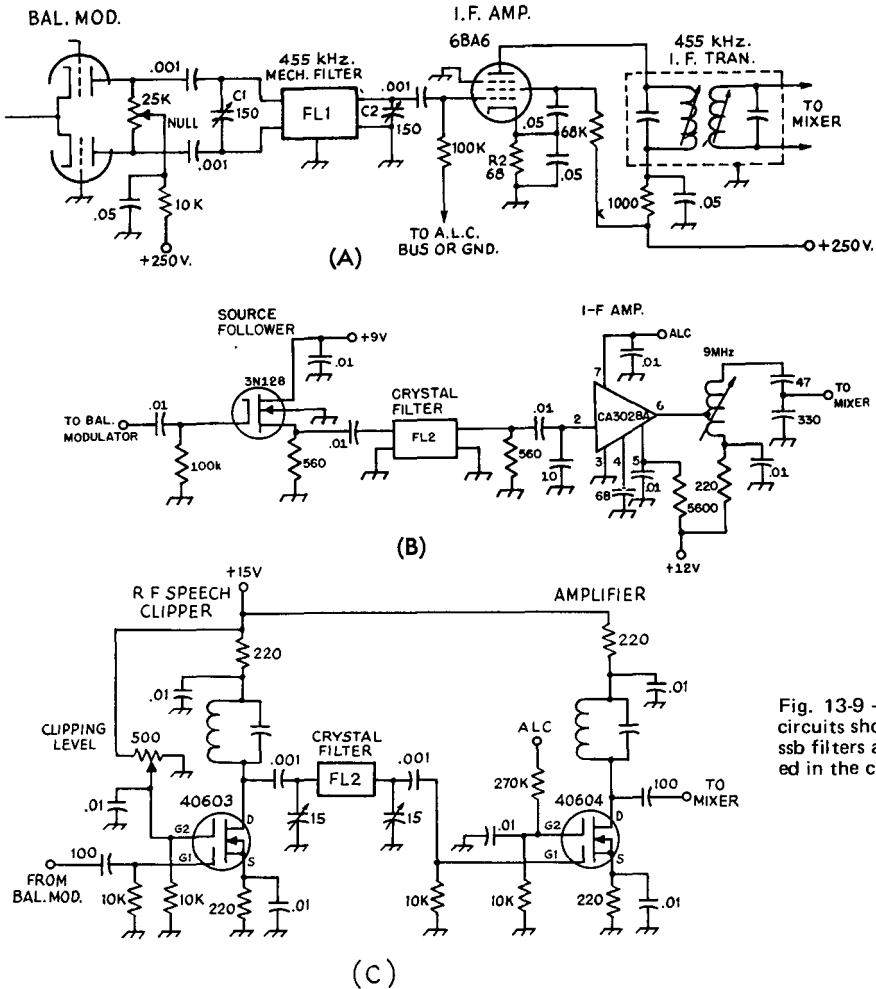 BAL. MOD.
I.F. AMP.
6BA6
.001
455 kHz.
MECH. FILTER
.001
455 kHz.
I.F. TRAN.
25K
NULL
C1
150
FL1
C2
150
.05
68K
TO
MIXER
.001
100K
R2
68
.05
.05
10K
1000
.05
TO A.L.C.
BUS OR GND.
+250V.
(A)
+250V.
SOURCE
FOLLOWER
I-F AMP.
+9V
ALC
.01
7
.01
3N128
9MHz
CRYSTAL
FILTER
47
TO
MIXER
TO BAL.
MODULATOR
.01
.01
FL2
.01
2
CA3028A
6
330
100k
560
560
10
3
4
5
.01
68
.01
5600
220
(B)
+12V
+15V
R F SPEECH
CLIPPER
AMPLIFIER
220
220
.01
.01
CLIPPING
LEVEL
500
CRYSTAL
FILTER
ALC
.001
FL2
.001
270K
100
TO
MIXER
.01
40603
15
15
40604
D
G2
G1
S
.01
G2
G1
D
S
100
FROM
BAL.MOD.
10K
10K
220
.01
10K
10K
220
.01
(C)
Fig. 13-9 -
circuits sho
ssb filters a
ed in the c